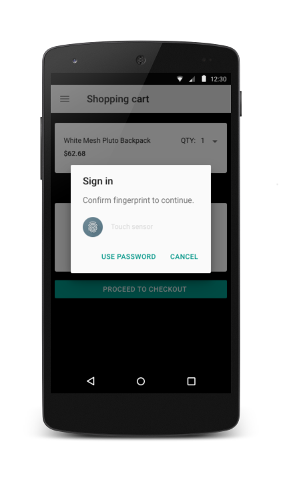 12:30
Shopping cart
White Mesh Pluto Backpack QTY: 1
$62.68
Sign in
Confirm fingerprint to continue.
Touch sensor
USE PASSWORD CANCEL
PROCEED TO CHECKOUT